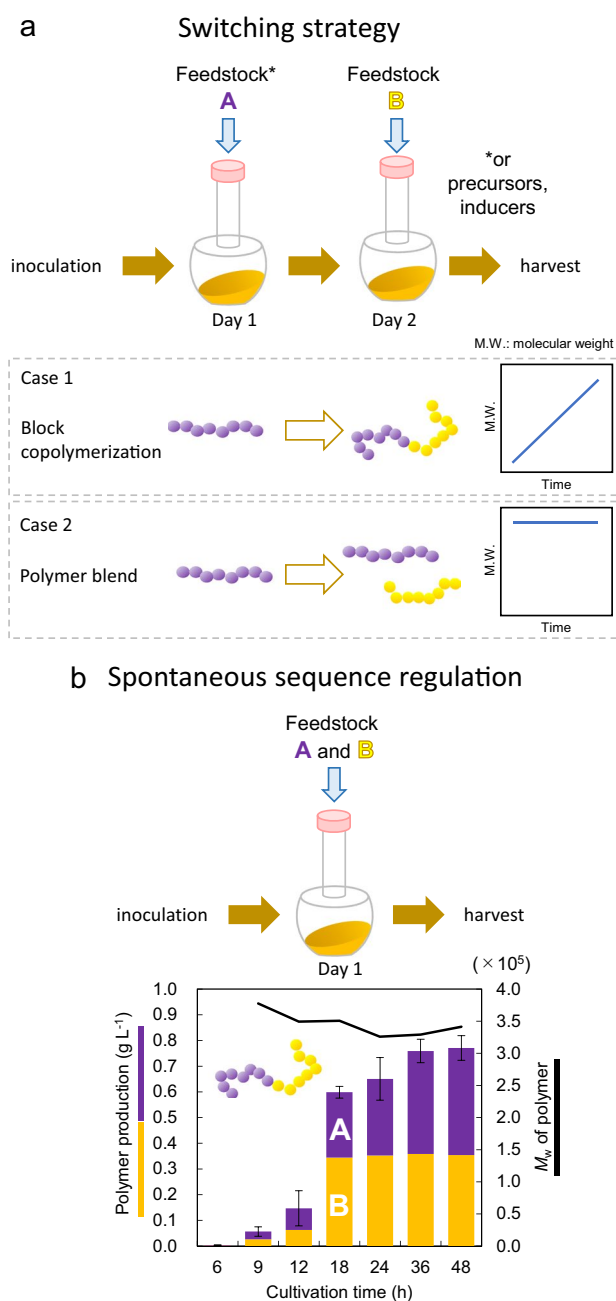 a
Switching strategy
Feedstock*
A
Feedstock
B
*or
precursors,
inducers
inoculation
harvest
Day 1
Day 2
M.W.: molecular weight
Case 1
Block
copolymerization
M.W.
Time
Case 2
Polymer blend
M.W.
Time
b Spontaneous sequence regulation
Feedstock
A and B
inoculation
harvest
Day 1
(×10⁵)
Polymer production (g L⁻¹)
1.0
0.9
0.8
0.7
0.6
0.5
0.4
0.3
0.2
0.1
0.0
A
B
4.0
3.5
3.0
2.5
2.0
1.5
1.0
0.5
0.0
Mw of polymer
6 9 12 18 24 36 48
Cultivation time (h)